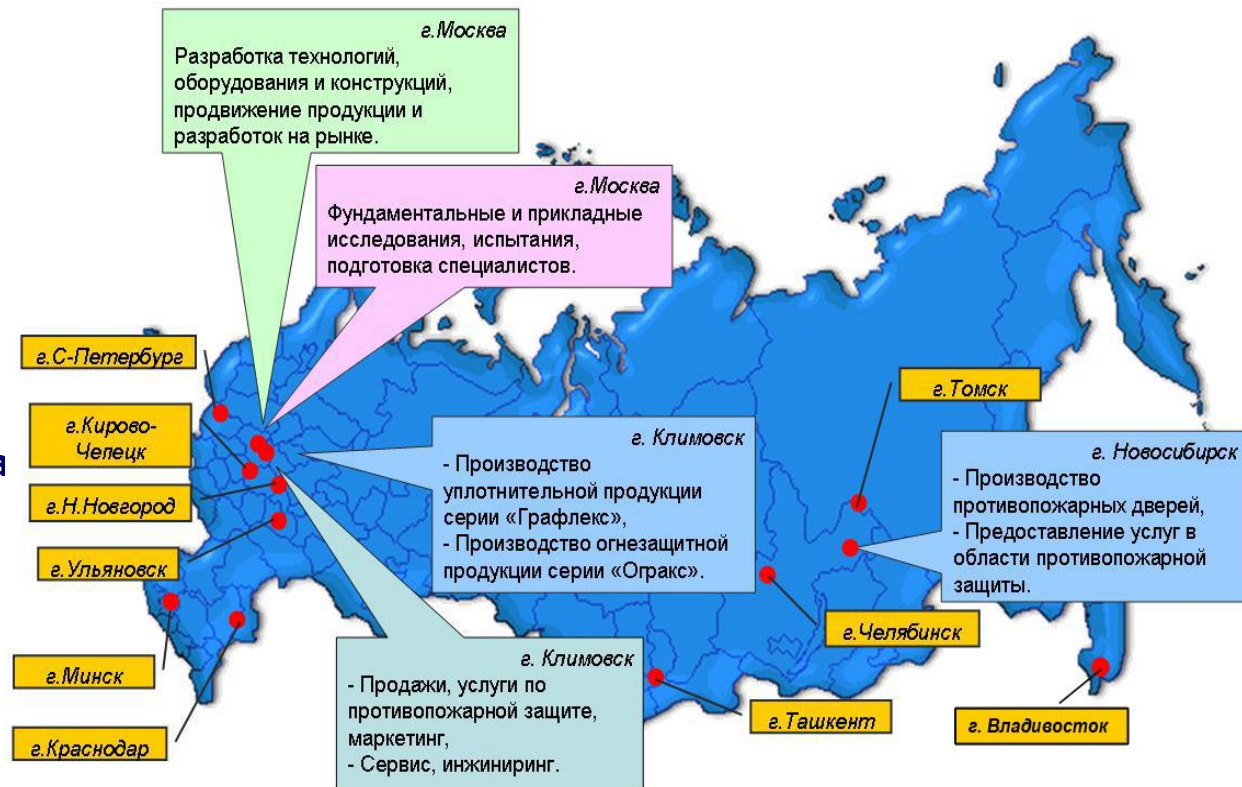 г.Москва
Разработка технологий,
оборудования и конструкций,
продвижение продукции и
разработок на рынке.
г.Москва
Фундаментальные и прикладные
исследования, испытания,
подготовка специалистов.
г.С-Петербург
г.Кирово-
Чепецк
а
г.Н.Новгород
г.Ульяновск
г.Минск
г.Краснодар
г. Климовск
- Производство
уплотнительной продукции
серии «Графлекс»,
- Производство огнезащитной
продукции серии «Огракс».
г. Климовск
- Продажи, услуги по
противопожарной защите,
маркетинг,
- Сервис, инжиниринг.
г.Томск
г. Новосибирск
- Производство
противопожарных дверей,
- Предоставление услуг в
области противопожарной
защиты.
г.Челябинск
г.Ташкент
г. Владивосток